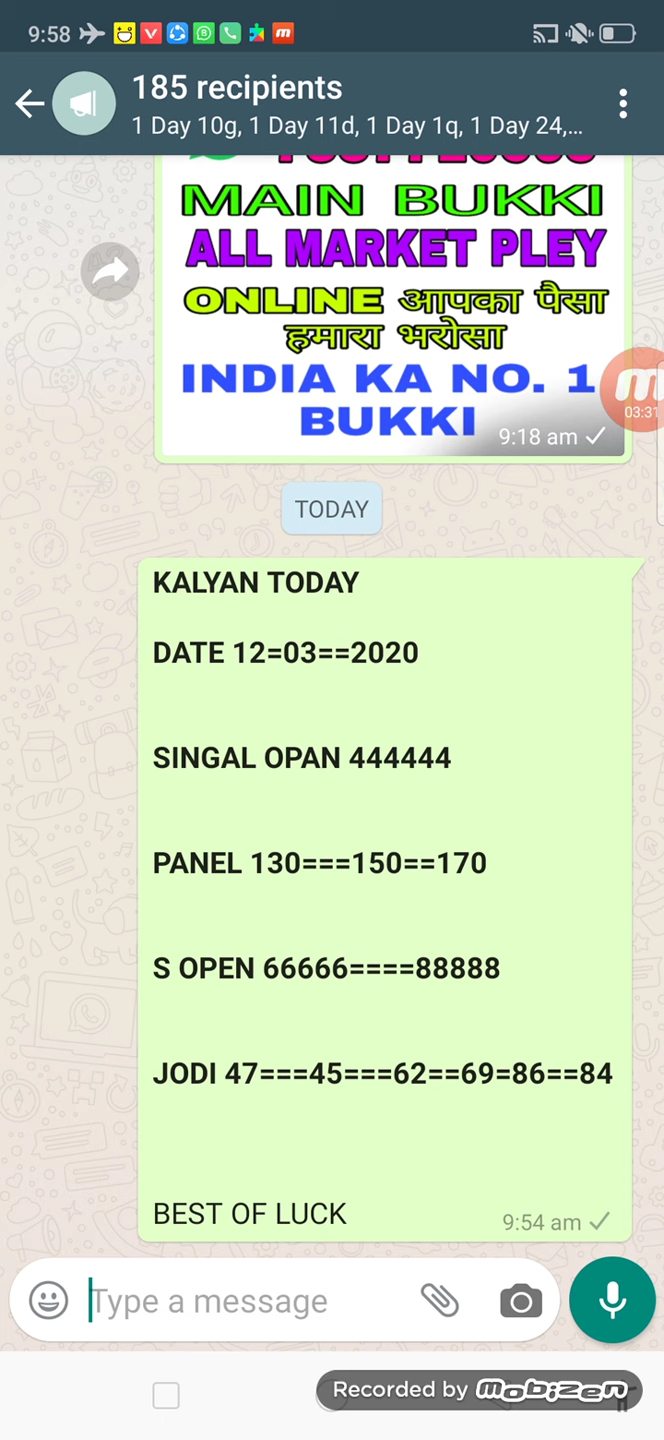 9:58
185 recipients
1 Day 10g, 1 Day 11d, 1 Day 1q, 1 Day 24,...
MAIN BUKKI
ALL MARKET PLEY
ONLINE आपका पैसा
हमारा भरोसा
INDIA KA NO. 1
BUKKI
9:18 am
03:31
TODAY
KALYAN TODAY
DATE 12=03==2020
SINGAL OPAN 444444
PANEL 130===150==170
S OPEN 66666====88888
JODI 47===45===62==69=86==84
BEST OF LUCK
9:54 am
Type a message
Recorded by mobizen